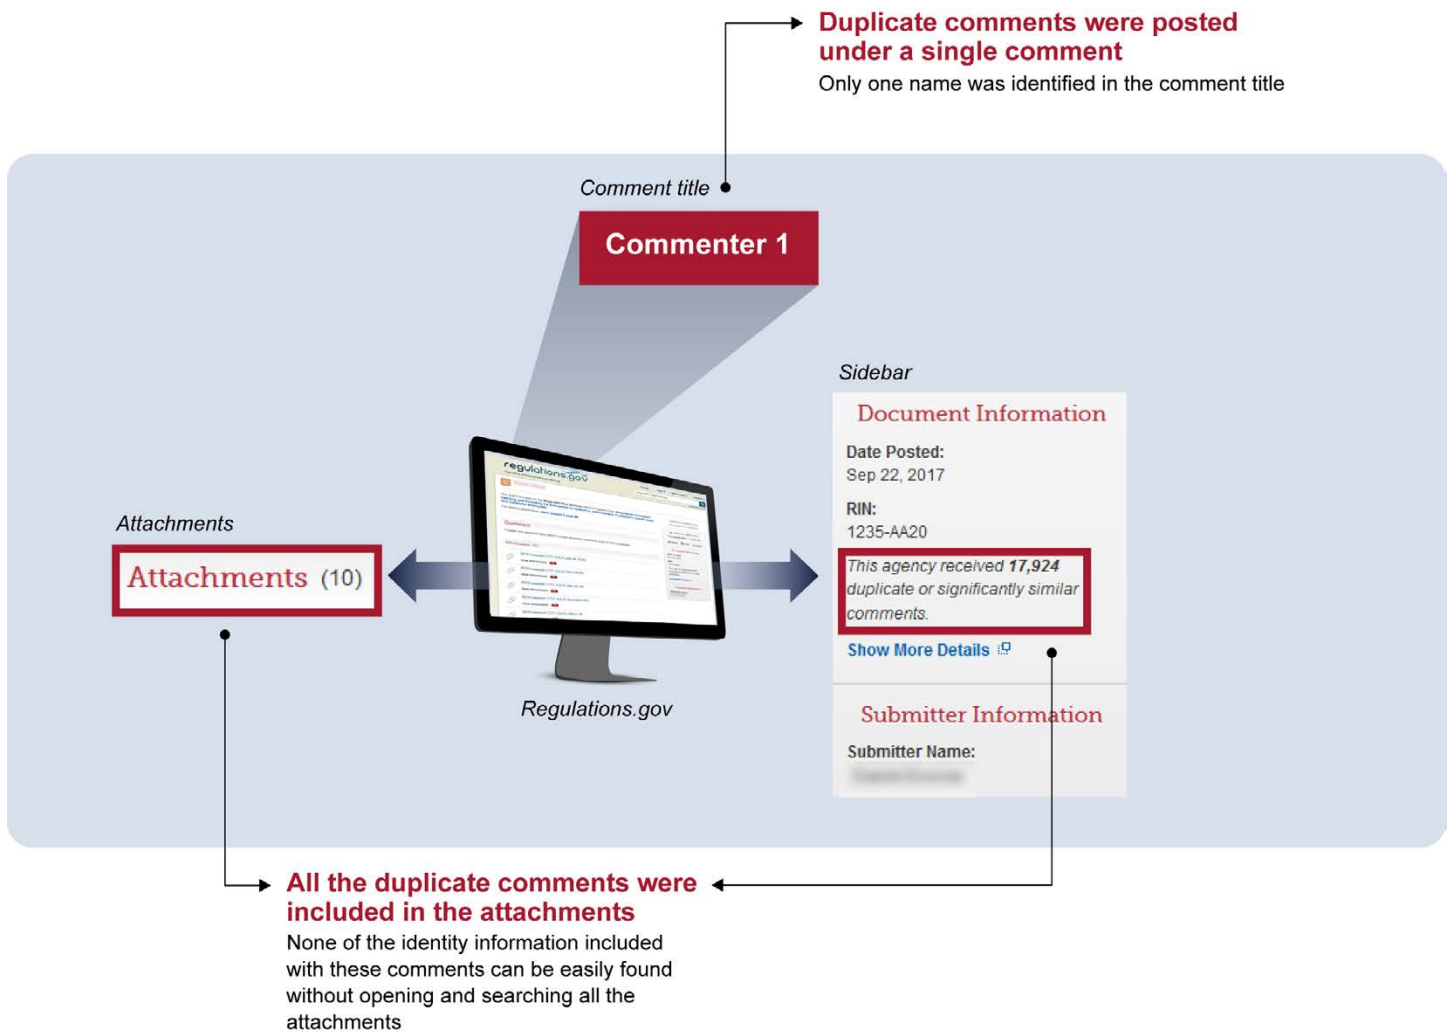 Duplicate comments were posted
under a single comment
Only one name was identified in the comment title
Comment title
Commenter 1
Sidebar
Document Information
Date Posted:
Sep 22, 2017
RIN:
1235-AA20
This agency received 17,924
duplicate or significantly similar
comments.
Show More Details
Submitter Information
Submitter Name:
Attachments
Attachments (10)
regulations.gov
Comment
Regulations.gov
All the duplicate comments were
included in the attachments
None of the identity information included
with these comments can be easily found
without opening and searching all the
attachments